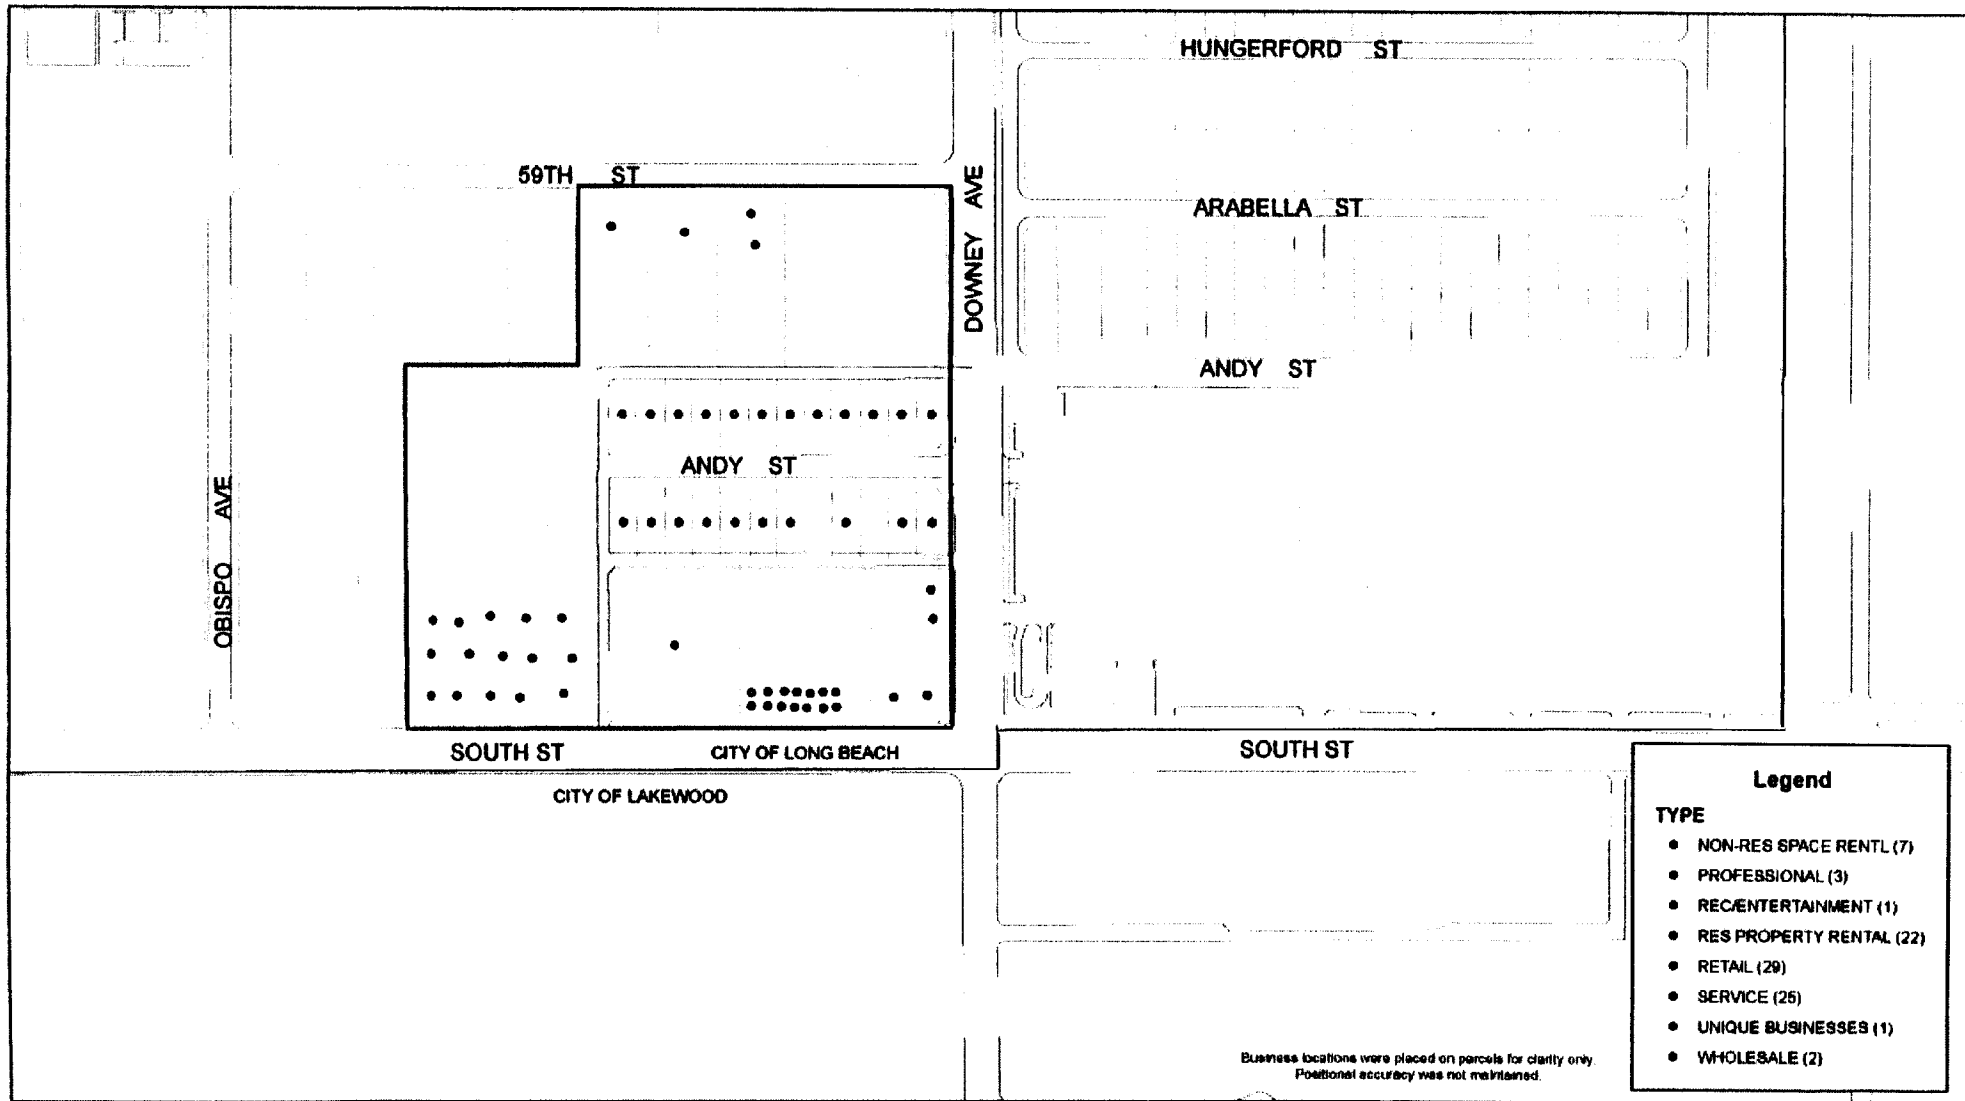 HUNGERFORD ST
59TH ST
DOWNEY AVE
ARABELLA ST
ANDY ST
ANDY ST
OBISPO AVE
SOUTH ST
CITY OF LONG BEACH
SOUTH ST
CITY OF LAKEWOOD
Legend
TYPE
NON-RES SPACE RENTL (7)
PROFESSIONAL (3)
REC/ENTERTAINMENT (1)
RES PROPERTY RENTAL (22)
RETAIL (29)
SERVICE (25)
UNIQUE BUSINESSES (1)
WHOLESALE (2)
Business locations were placed on parcels for clarity only.
Positional accuracy was not maintained.